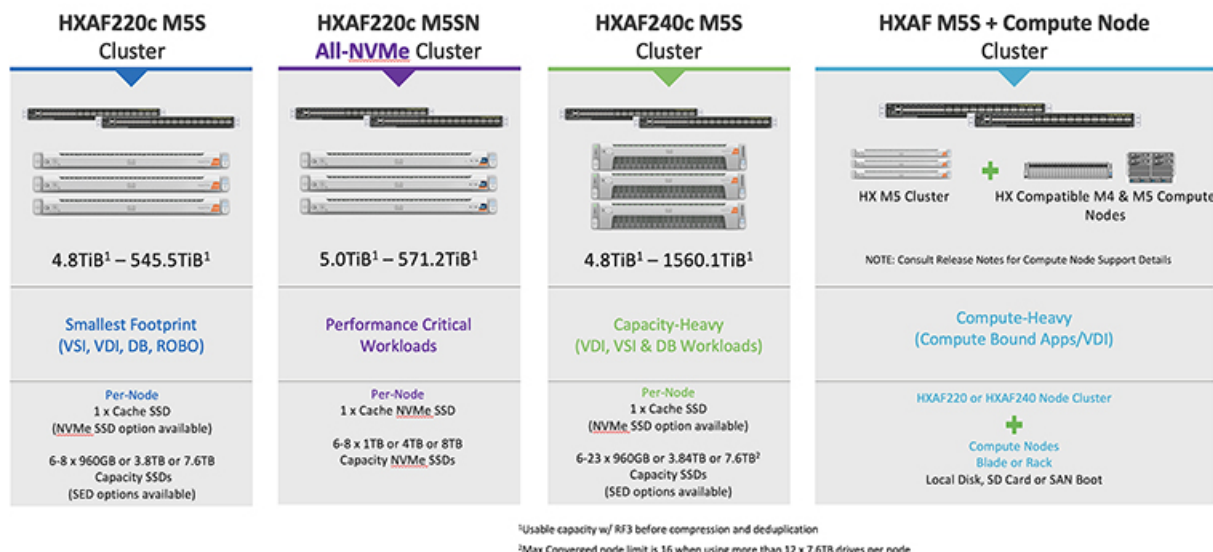 HXAF220c M5S
Cluster
4.8TiB¹ – 545.5TiB¹
Smallest Footprint
(VSI, VDI, DB, ROBO)
Per-Node
1 x Cache SSD
(NVMe SSD option available)
6-8 x 960GB or 3.8TB or 7.6TB
Capacity SSDs
(SED options available)
HXAF220c M5SN
All-NVMe Cluster
5.0TiB¹ – 571.2TiB¹
Performance Critical
Workloads
Per-Node
1 x Cache NVMe SSD
6-8 x 1TB or 4TB or 8TB
Capacity NVMe SSDs
HXAF240c M5S
Cluster
4.8TiB¹ – 1560.1TiB¹
Capacity-Heavy
(VDI, VSI & DB Workloads)
Per-Node
1 x Cache SSD
(NVMe SSD option available)
6-23 x 960GB or 3.84TB or 7.6TB²
Capacity SSDs
(SED options available)
HXAF M5S + Compute Node
Cluster
HX M5 Cluster
+
HX Compatible M4 & M5 Compute
Nodes
NOTE: Consult Release Notes for Compute Node Support Details
Compute-Heavy
(Compute Bound Apps/VDI)
HXAF220 or HXAF240 Node Cluster
+
Compute Nodes
Blade or Rack
Local Disk, SD Card or SAN Boot
¹Usable capacity w/ RF3 before compression and deduplication
²Max Converged node limit is 16 when using more than 12 x 7.6TB drives per node